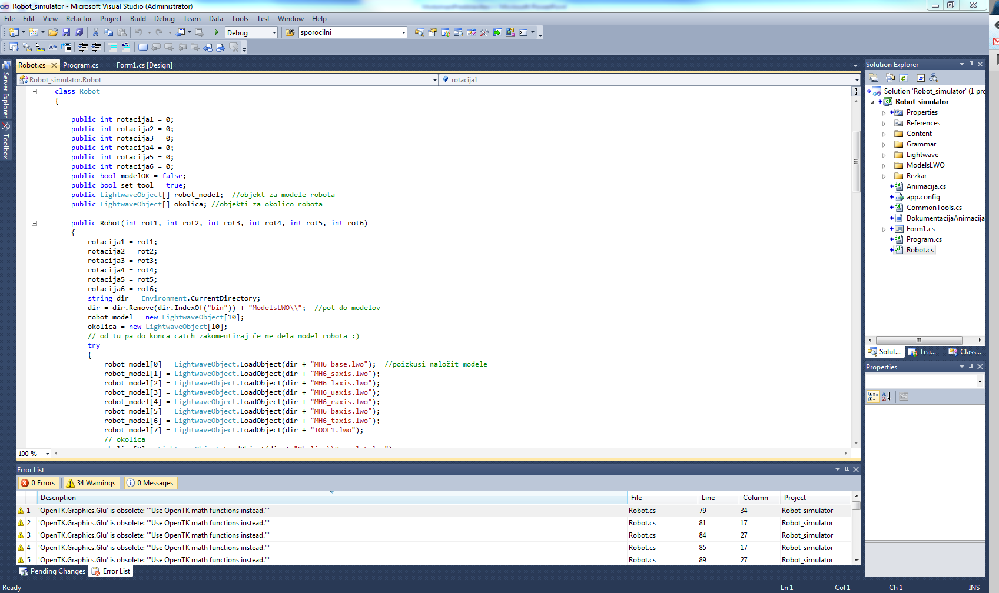 Robot_simulator - Microsoft Visual Studio (Administrator)
File Edit View Refactor Project Build Debug Team Data Tools Test Window Help
Debug sporocilni
Robot.cs Program.cs Form1.cs [Design]
Robot_simulator.Robot rotacija1
Server Explorer
Toolbox
class Robot
{
public int rotacija1 = 0;
public int rotacija2 = 0;
public int rotacija3 = 0;
public int rotacija4 = 0;
public int rotacija5 = 0;
public int rotacija6 = 0;
public bool modelOK = false;
public bool set_tool = true;
public LightwaveObject[] robot_model;  //objekt za modele robota
public LightwaveObject[] okolica; //objekti za okolico robota
public Robot(int rot1, int rot2, int rot3, int rot4, int rot5, int rot6)
{
rotacija1 = rot1;
rotacija2 = rot2;
rotacija3 = rot3;
rotacija4 = rot4;
rotacija5 = rot5;
rotacija6 = rot6;
string dir = Environment.CurrentDirectory;
dir = dir.Remove(dir.IndexOf("bin")) + "ModelsLWO\\";  //pot do modelov
robot_model = new LightwaveObject[10];
okolica = new LightwaveObject[10];
// od tu pa do konca catch zakomentiraj če ne dela model robota :)
try
{
robot_model[0] = LightwaveObject.LoadObject(dir + "MH6_base.lwo");  //poizkusi naložit modele
robot_model[1] = LightwaveObject.LoadObject(dir + "MH6_saxis.lwo");
robot_model[2] = LightwaveObject.LoadObject(dir + "MH6_laxis.lwo");
robot_model[3] = LightwaveObject.LoadObject(dir + "MH6_uaxis.lwo");
robot_model[4] = LightwaveObject.LoadObject(dir + "MH6_raxis.lwo");
robot_model[5] = LightwaveObject.LoadObject(dir + "MH6_baxis.lwo");
robot_model[6] = LightwaveObject.LoadObject(dir + "MH6_taxis.lwo");
robot_model[7] = LightwaveObject.LoadObject(dir + "TOOL1.lwo");
// okolica
100 %
Solution Explorer
Solution 'Robot_simulator' (1 pro
Robot_simulator
Properties
References
Content
Grammar
Lightwave
ModelsLWO
Rezkar
Animacija.cs
app.config
CommonTools.cs
DokumentacijaAnimacija
Form1.cs
Program.cs
Robot.cs
Solut... Tea... Class...
Properties
Error List
0 Errors 34 Warnings 0 Messages
Description File Line Column Project
1 'OpenTK.Graphics.Glu' is obsolete: '"Use OpenTK math functions instead."' Robot.cs 79 34 Robot_simulator
2 'OpenTK.Graphics.Glu' is obsolete: '"Use OpenTK math functions instead."' Robot.cs 81 17 Robot_simulator
3 'OpenTK.Graphics.Glu' is obsolete: '"Use OpenTK math functions instead."' Robot.cs 84 27 Robot_simulator
4 'OpenTK.Graphics.Glu' is obsolete: '"Use OpenTK math functions instead."' Robot.cs 85 17 Robot_simulator
5 'OpenTK.Graphics.Glu' is obsolete: '"Use OpenTK math functions instead."' Robot.cs 89 27 Robot_simulator
Pending Changes Error List
Ready Ln 1 Col 1 Ch 1 INS